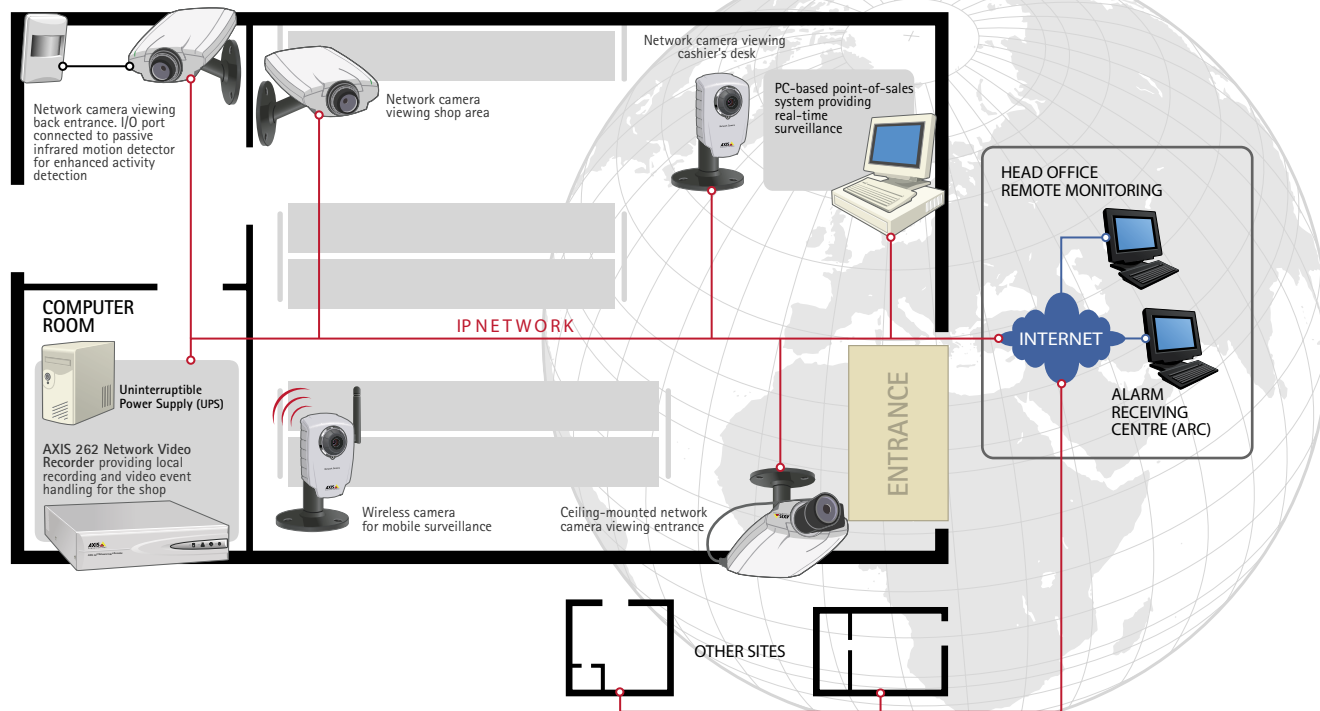 Network camera viewing
back entrance. I/O port
connected to passive
infrared motion detector
for enhanced activity
detection
Network camera
viewing shop area
Network camera viewing
cashier's desk
PC-based point-of-sales
system providing
real-time
surveillance
HEAD OFFICE
REMOTE MONITORING
INTERNET
ALARM
RECEIVING
CENTRE (ARC)
IP NETWORK
COMPUTER
ROOM
Uninterruptible
Power Supply (UPS)
AXIS 262 Network Video
Recorder providing local
recording and video event
handling for the shop
AXIS
AXIS
AXIS
Wireless camera
for mobile surveillance
Ceiling-mounted network
camera viewing entrance
ENTRANCE
OTHER SITES